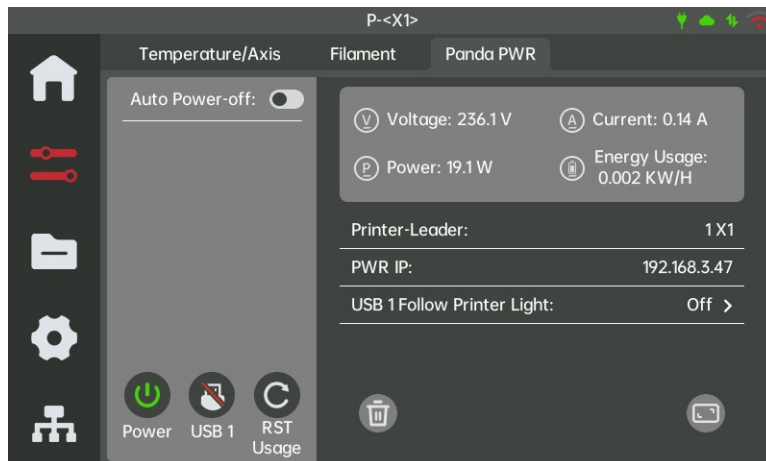 P-<X1>
Temperature/Axis Filament Panda PWR
Auto Power-off:
V Voltage: 236.1 V
A Current: 0.14 A
P Power: 19.1 W
Energy Usage:
0.002 KW/H
Printer-Leader: 1 X1
PWR IP: 192.168.3.47
USB 1 Follow Printer Light: Off >
Power USB 1 RST
Usage